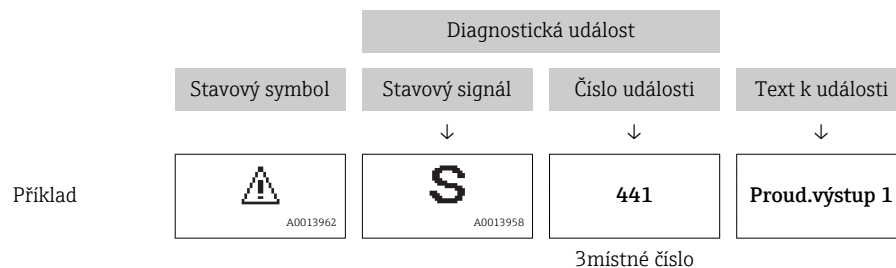 Diagnostická událost
Stavový symbol Stavový signál Číslo události Text k události
↓ ↓ ↓
Příklad ⚠ S 441 Proud.výstup 1
A0013962 A0013958
3místné číslo